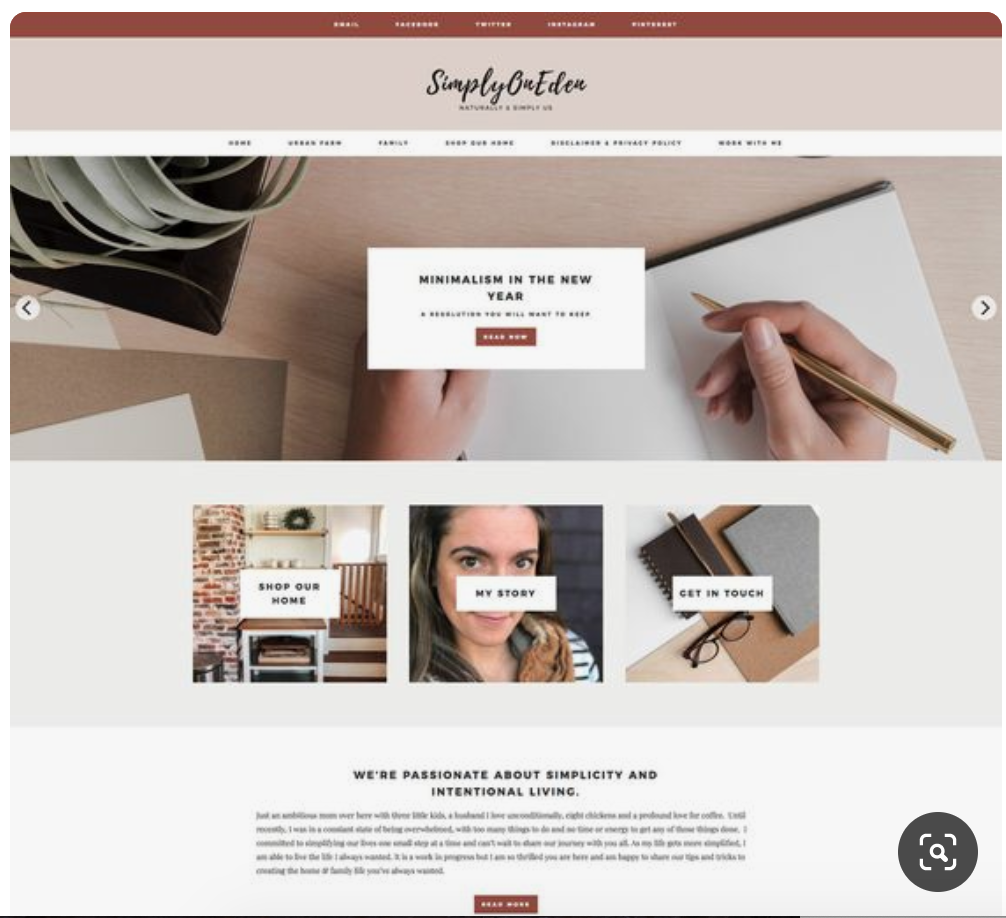 EMAIL FACEBOOK TWITTER INSTAGRAM PINTEREST
SimplyOnEden
NATURALLY & SIMPLY US
HOME URBAN FARM FAMILY SHOP OUR HOME DISCLAIMER & PRIVACY POLICY WORK WITH ME
MINIMALISM IN THE NEW
YEAR
A RESOLUTION YOU WILL WANT TO KEEP
READ NOW
SHOP OUR
HOME
MY STORY
GET IN TOUCH
WE'RE PASSIONATE ABOUT SIMPLICITY AND
INTENTIONAL LIVING.
Just an ambitious mom over here with three little kids, a husband I love unconditionally, eight chickens and a profound love for coffee. Until
recently, I was in a constant state of being overwhelmed, with too many things to do and no time or energy to get any of those things done. I
committed to simplifying our lives one small step at a time and can't wait to share our journey with you all. As my life gets more simplified, I
am able to live the life I always wanted. It is a work in progress but I am so thrilled you are here and am happy to share our tips and tricks to
creating the home & family life you've always wanted.
READ MORE